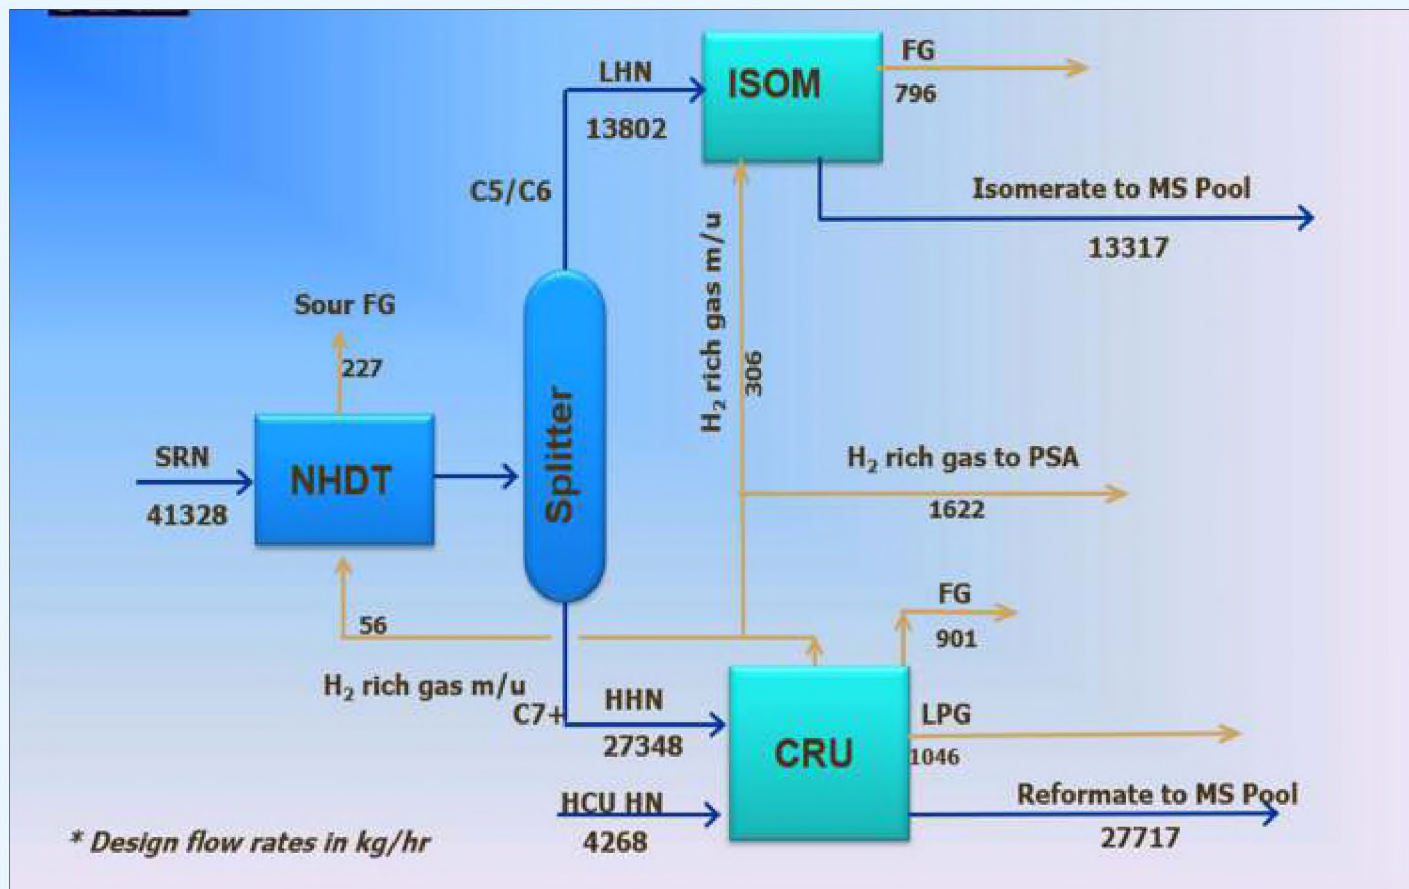 LHN
13802
ISOM
FG
796
C5/C6
Isomerate to MS Pool
13317
H₂ rich gas m/u
306
Sour FG
227
SRN
41328
NHDT
Splitter
H₂ rich gas to PSA
1622
56
H₂ rich gas m/u
C7+
HHN
27348
FG
901
CRU
LPG
1046
HCU HN
4268
Reformate to MS Pool
27717
* Design flow rates in kg/hr